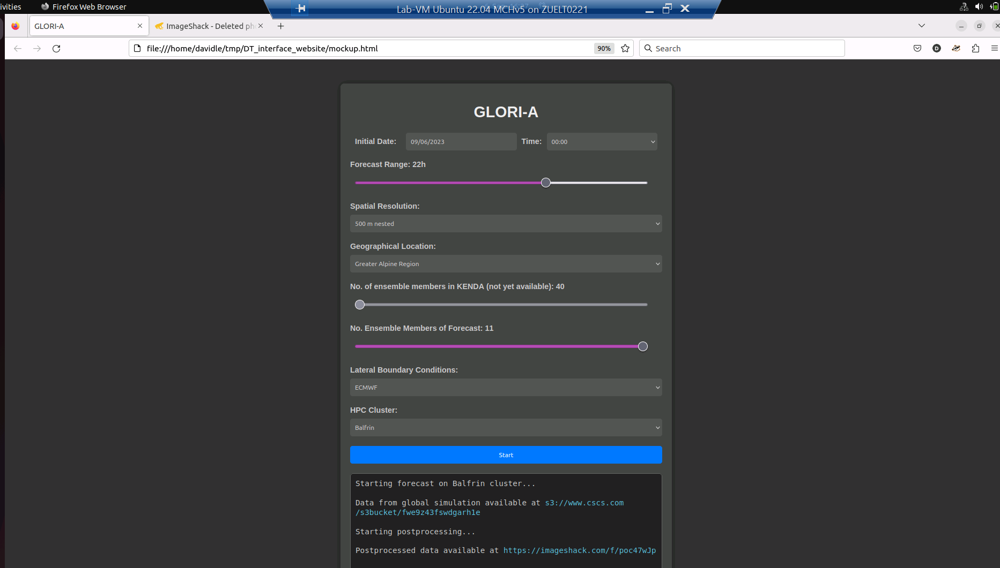 ivities
Firefox Web Browser
Lab-VM Ubuntu 22.04 MCHv5 on ZUELT0221
GLORI-A
ImageShack - Deleted ph
file:///home/davidle/tmp/DT_interface_website/mockup.html
90%
Search
D
GLORI-A
Initial Date:
09/06/2023
Time:
00:00
Forecast Range: 22h
Spatial Resolution:
500 m nested
Geographical Location:
Greater Alpine Region
No. of ensemble members in KENDA (not yet available): 40
No. Ensemble Members of Forecast: 11
Lateral Boundary Conditions:
ECMWF
HPC Cluster:
Balfrin
Start
Starting forecast on Balfrin cluster...
Data from global simulation available at s3://www.cscs.com
/s3bucket/fwe9z43fswdgarh1e
Starting postprocessing...
Postprocessed data available at https://imageshack.com/f/poc47wJp